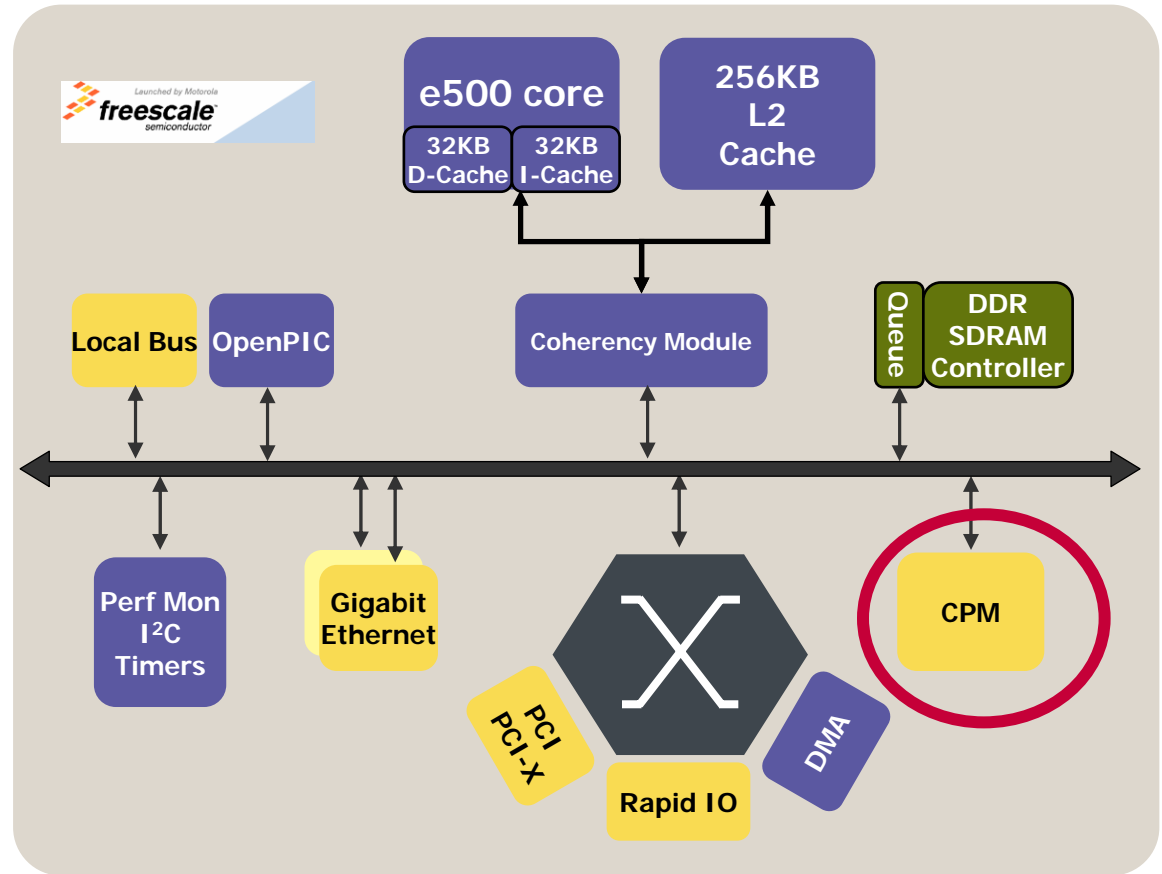 Launched by Motorola
freescale™
semiconductor
e500 core
32KB
D-Cache
32KB
I-Cache
256KB
L2
Cache
Local Bus
OpenPIC
Coherency Module
Queue
DDR
SDRAM
Controller
Perf Mon
I²C
Timers
Gigabit
Ethernet
PCI
PCI-X
Rapid IO
DMA
CPM